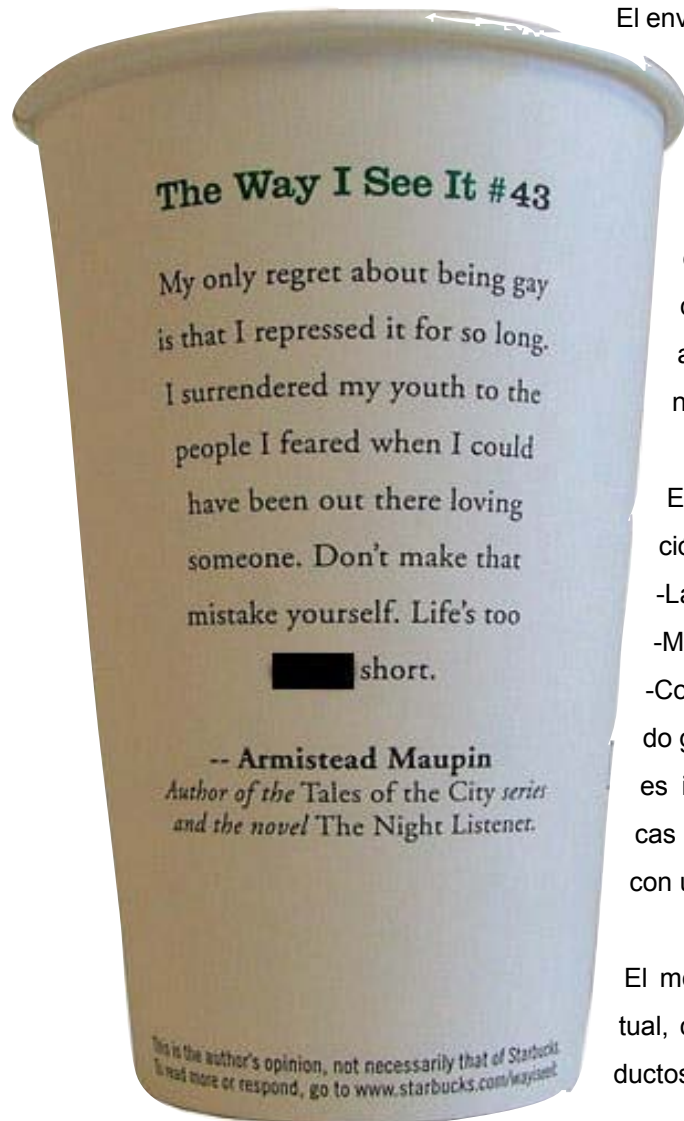 The Way I See It #43
My only regret about being gay
is that I repressed it for so long.
I surrendered my youth to the
people I feared when I could
have been out there loving
someone. Don't make that
mistake yourself. Life's too
short.
-- Armistead Maupin
Author of the Tales of the City series
and the novel The Night Listener.
This is the author's opinion, not necessarily that of Starbucks.
To read more or respond, go to www.starbucks.com/wayiseeit.
El env
-La
-M
-Co
do g
es i
cas
con u
El me
tual, c
ductos